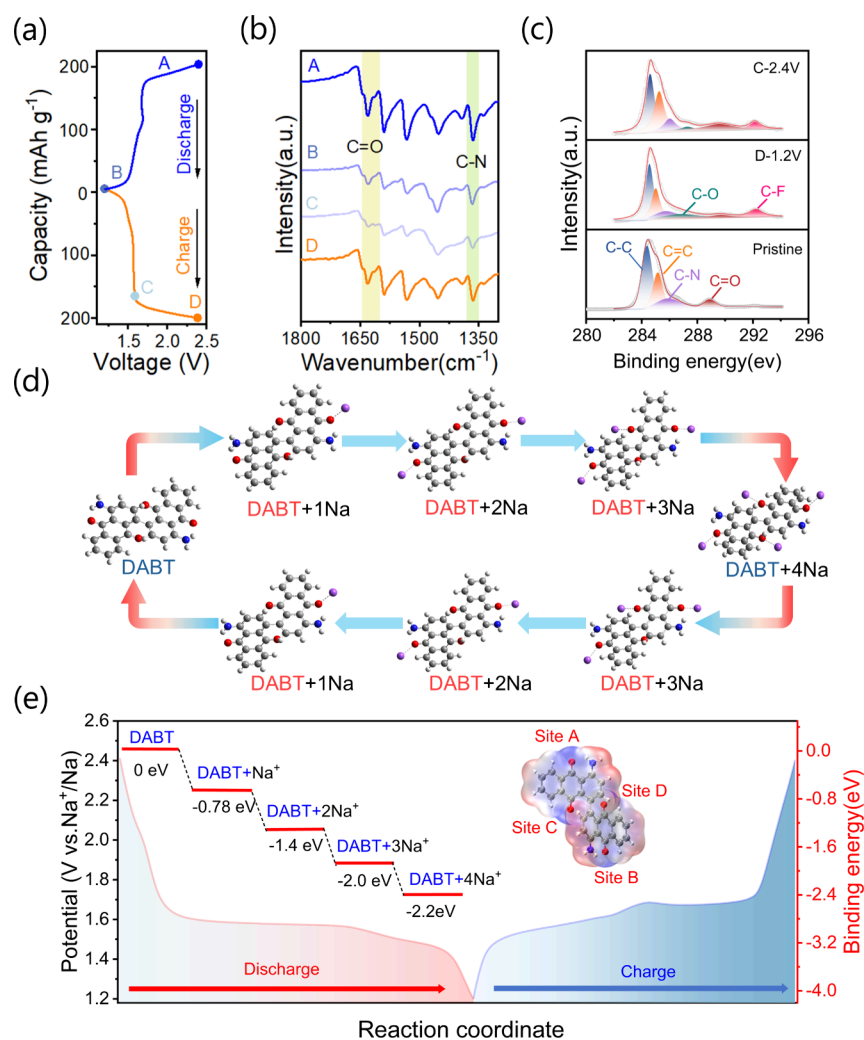 (a)
200
100
0
100
200
Capacity (mAh g⁻¹)
A
B
C
D
Discharge
Charge
1.5
2.0
2.5
Voltage (V)
(b)
A
B
C
D
C=O
C-N
Intensity(a.u.)
1800
1650
1500
1350
Wavenumber(cm⁻¹)
(c)
C-2.4V
D-1.2V
C-O
C-F
Pristine
C-C
C=C
C-N
C=O
Intensity(a.u.)
280
284
288
292
296
Binding energy(ev)
(d)
DABT
DABT+1Na
DABT+2Na
DABT+3Na
DABT+4Na
DABT+1Na
DABT+2Na
DABT+3Na
(e)
2.6
2.4
2.2
2.0
1.8
1.6
1.4
1.2
Potential (V vs.Na⁺/Na)
DABT
0 eV
DABT+Na⁺
-0.78 eV
DABT+2Na⁺
-1.4 eV
DABT+3Na⁺
-2.0 eV
DABT+4Na⁺
-2.2eV
Site A
Site D
Site C
Site B
Discharge
Charge
0.0
-0.8
-1.6
-2.4
-3.2
-4.0
Binding energy(eV)
Reaction coordinate